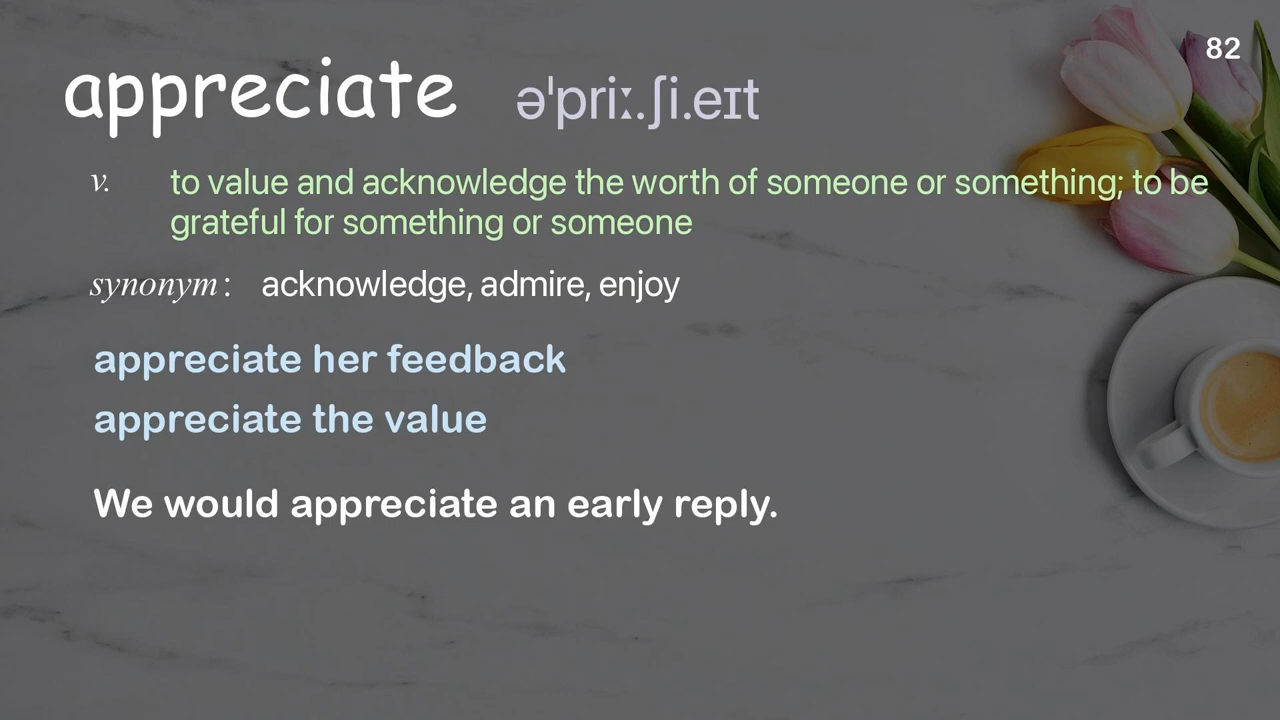 82
appreciate əˈpriː.ʃi.eɪt
v. to value and acknowledge the worth of someone or something; to be
grateful for something or someone
synonym : acknowledge, admire, enjoy
appreciate her feedback
appreciate the value
We would appreciate an early reply.